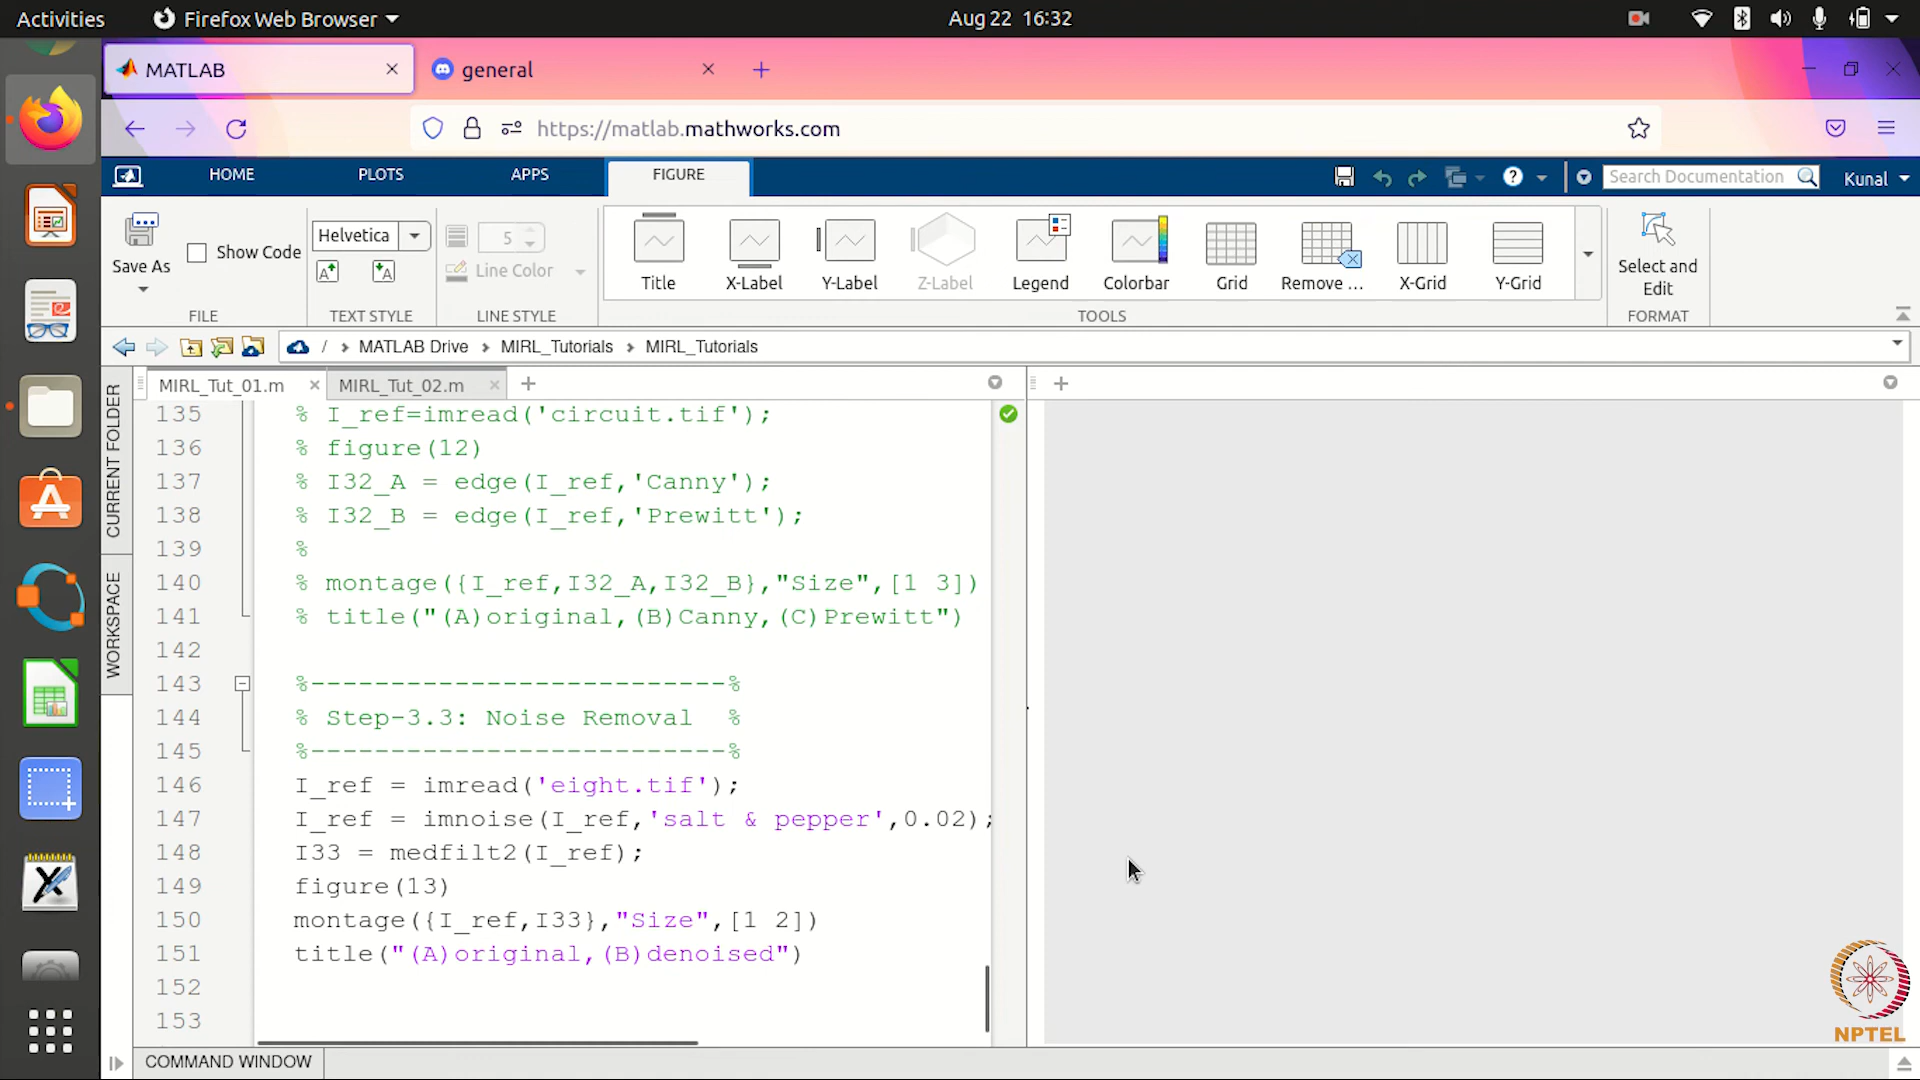 Activities
Firefox Web Browser
Aug 22 16:32
MATLAB
general
https://matlab.mathworks.com
HOME
PLOTS
APPS
FIGURE
Search Documentation
Kunal
Save As
Show Code
Helvetica
5
Line Color
Title
X-Label
Y-Label
Z-Label
Legend
Colorbar
Grid
Remove ...
X-Grid
Y-Grid
Select and
Edit
FILE
TEXT STYLE
LINE STYLE
TOOLS
FORMAT
/ MATLAB Drive MIRL_Tutorials MIRL_Tutorials
MIRL_Tut_01.m
MIRL_Tut_02.m
CURRENT FOLDER
WORKSPACE
135 % I_ref=imread('circuit.tif');
136 % figure(12)
137 % I32_A = edge(I_ref,'Canny');
138 % I32_B = edge(I_ref,'Prewitt');
139 %
140 % montage({I_ref,I32_A,I32_B},"Size",[1 3])
141 % title("(A)original,(B)Canny,(C)Prewitt")
142
143 %--------------------------%
144 % Step-3.3: Noise Removal %
145 %--------------------------%
146 I_ref = imread('eight.tif');
147 I_ref = imnoise(I_ref,'salt & pepper',0.02);
148 I33 = medfilt2(I_ref);
149 figure(13)
150 montage({I_ref,I33},"Size",[1 2])
151 title("(A)original,(B)denoised")
152
153
COMMAND WINDOW
NPTEL